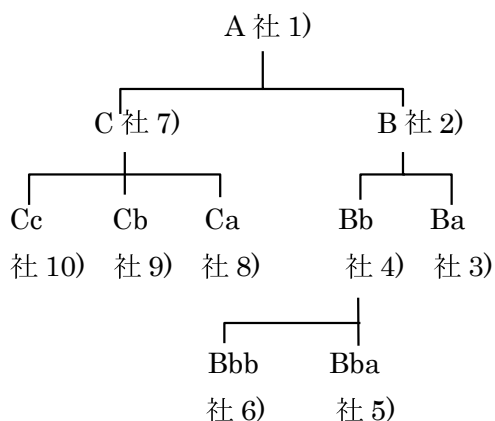 A 社 1)
C 社 7) B 社 2)
Cc Cb Ca Bb Ba
社 10) 社 9) 社 8) 社 4) 社 3)
Bbb Bba
社 6) 社 5)